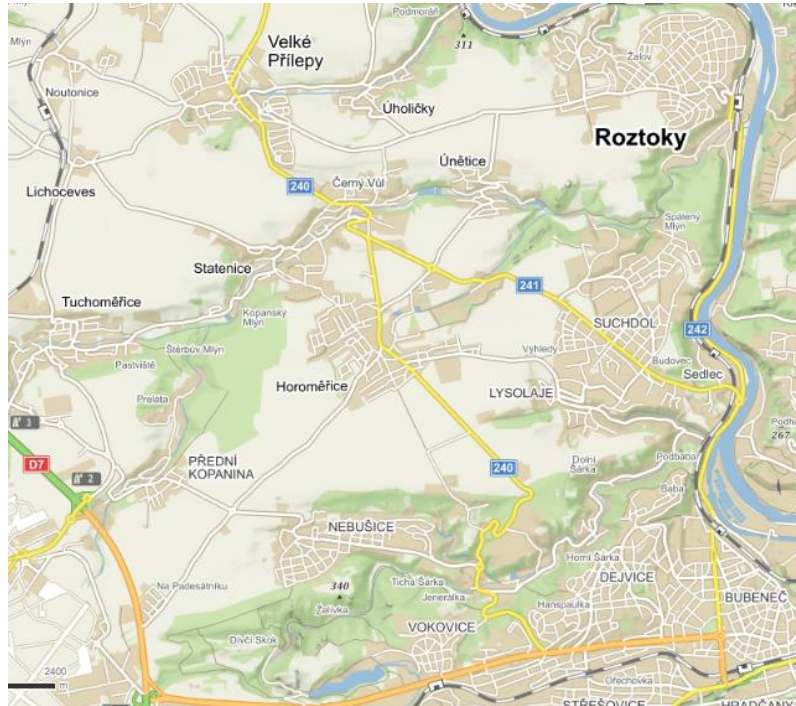 Podmoráň
311
Mlýn
Velké
Přílepy
Žalov
Noutonice
Úholičky
Roztoky
Únětice
240
Černý Vůl
Lichoceves
Spálený
Mlýn
Statenice
241
Tuchoměřice
Kopanský
Mlýn
SUCHDOL
242
Štěrbův Mlýn
Výhledy
Budovec
Sedlec
Pastviště
Horoměřice
LYSOLAJE
Přelata
3
267
D7
2
PŘEDNÍ
KOPANINA
240
Dolní
Šárka
Podbaba
Baba
NEBUŠICE
Horní Šárka
Na Padesátníku
340
Tichá Šárka
DEJVICE
Želivka
Jenerálka
Hanspaulka
BUBENEČ
Dívčí Skok
VOKOVICE
2400
m
Ořechovka
STŘEŠOVICE
HRADČANY